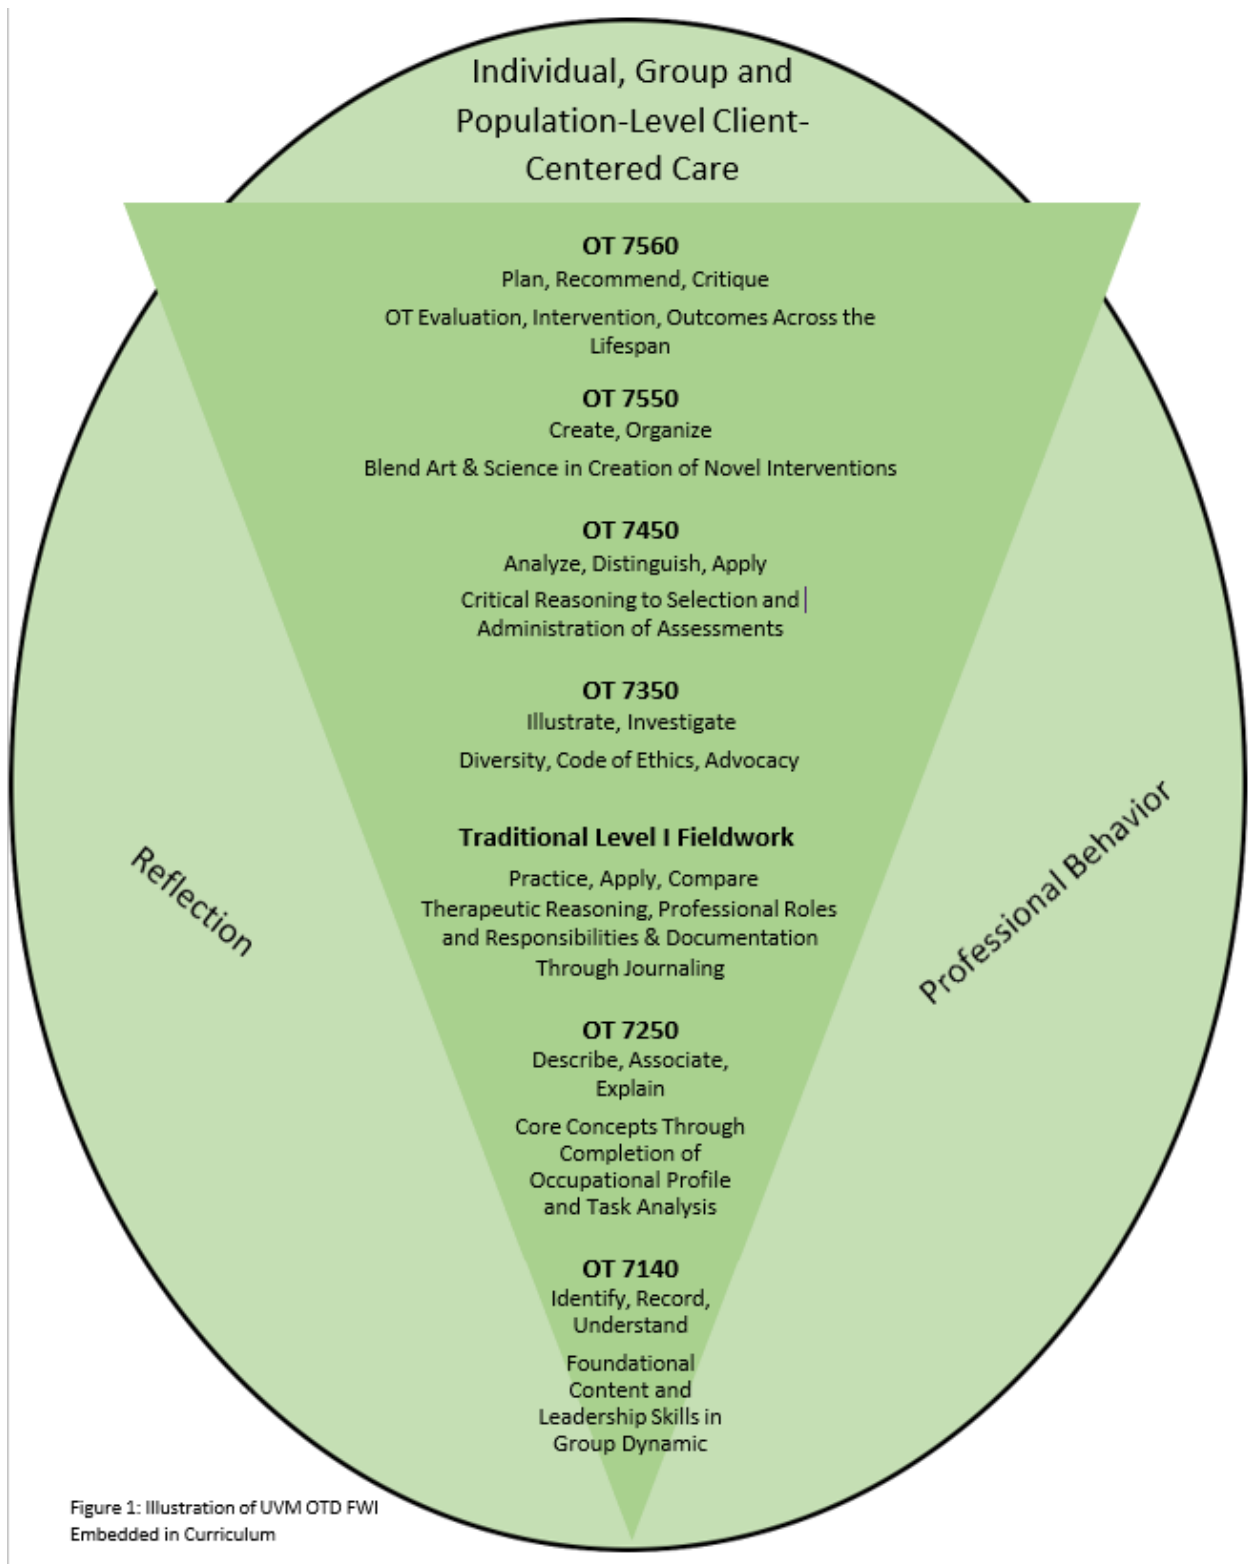 Individual, Group and
Population-Level Client-
Centered Care
OT 7560
Plan, Recommend, Critique
OT Evaluation, Intervention, Outcomes Across the
Lifespan
OT 7550
Create, Organize
Blend Art & Science in Creation of Novel Interventions
OT 7450
Analyze, Distinguish, Apply
Critical Reasoning to Selection and
Administration of Assessments
OT 7350
Illustrate, Investigate
Diversity, Code of Ethics, Advocacy
Traditional Level I Fieldwork
Practice, Apply, Compare
Therapeutic Reasoning, Professional Roles
and Responsibilities & Documentation
Through Journaling
Reflection
Professional Behavior
OT 7250
Describe, Associate,
Explain
Core Concepts Through
Completion of
Occupational Profile
and Task Analysis
OT 7140
Identify, Record,
Understand
Foundational
Content and
Leadership Skills in
Group Dynamic
Figure 1: Illustration of UVM OTD FWI
Embedded in Curriculum